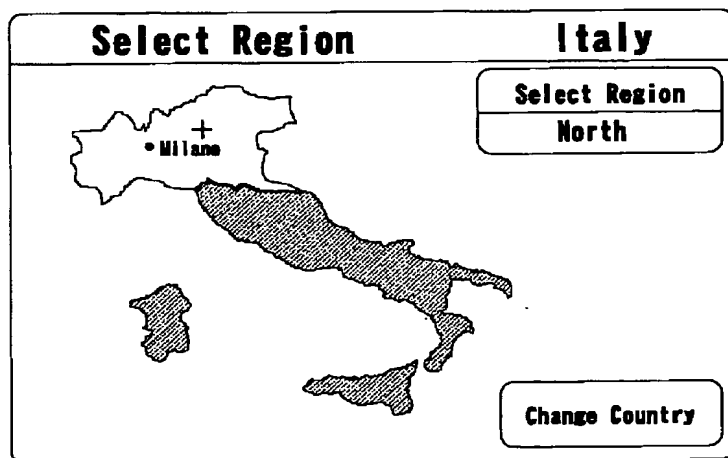 Select Region Italy
Select Region
North
Milano
Change Country